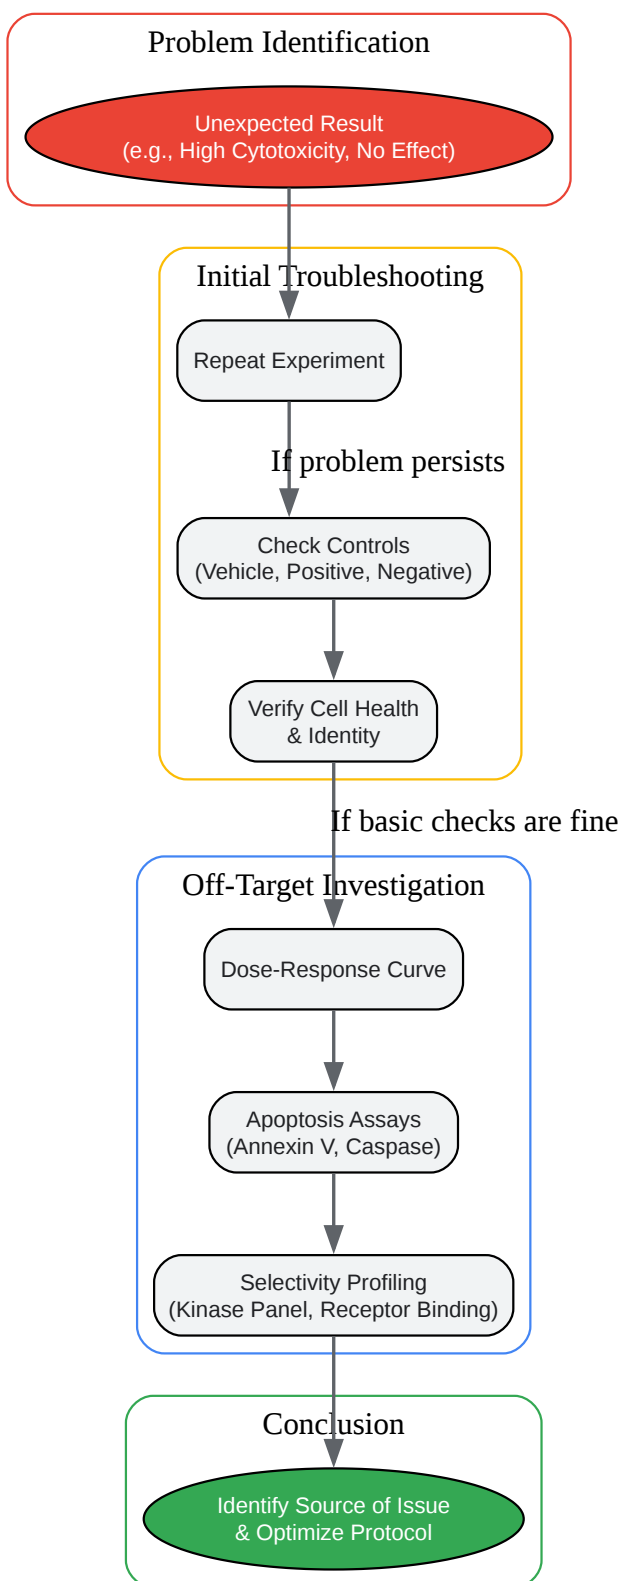 Problem Identification
Unexpected Result
(e.g., High Cytotoxicity, No Effect)
Initial Troubleshooting
Repeat Experiment
If problem persists
Check Controls
(Vehicle, Positive, Negative)
Verify Cell Health
& Identity
If basic checks are fine
Off-Target Investigation
Dose-Response Curve
Apoptosis Assays
(Annexin V, Caspase)
Selectivity Profiling
(Kinase Panel, Receptor Binding)
Conclusion
Identify Source of Issue
& Optimize Protocol